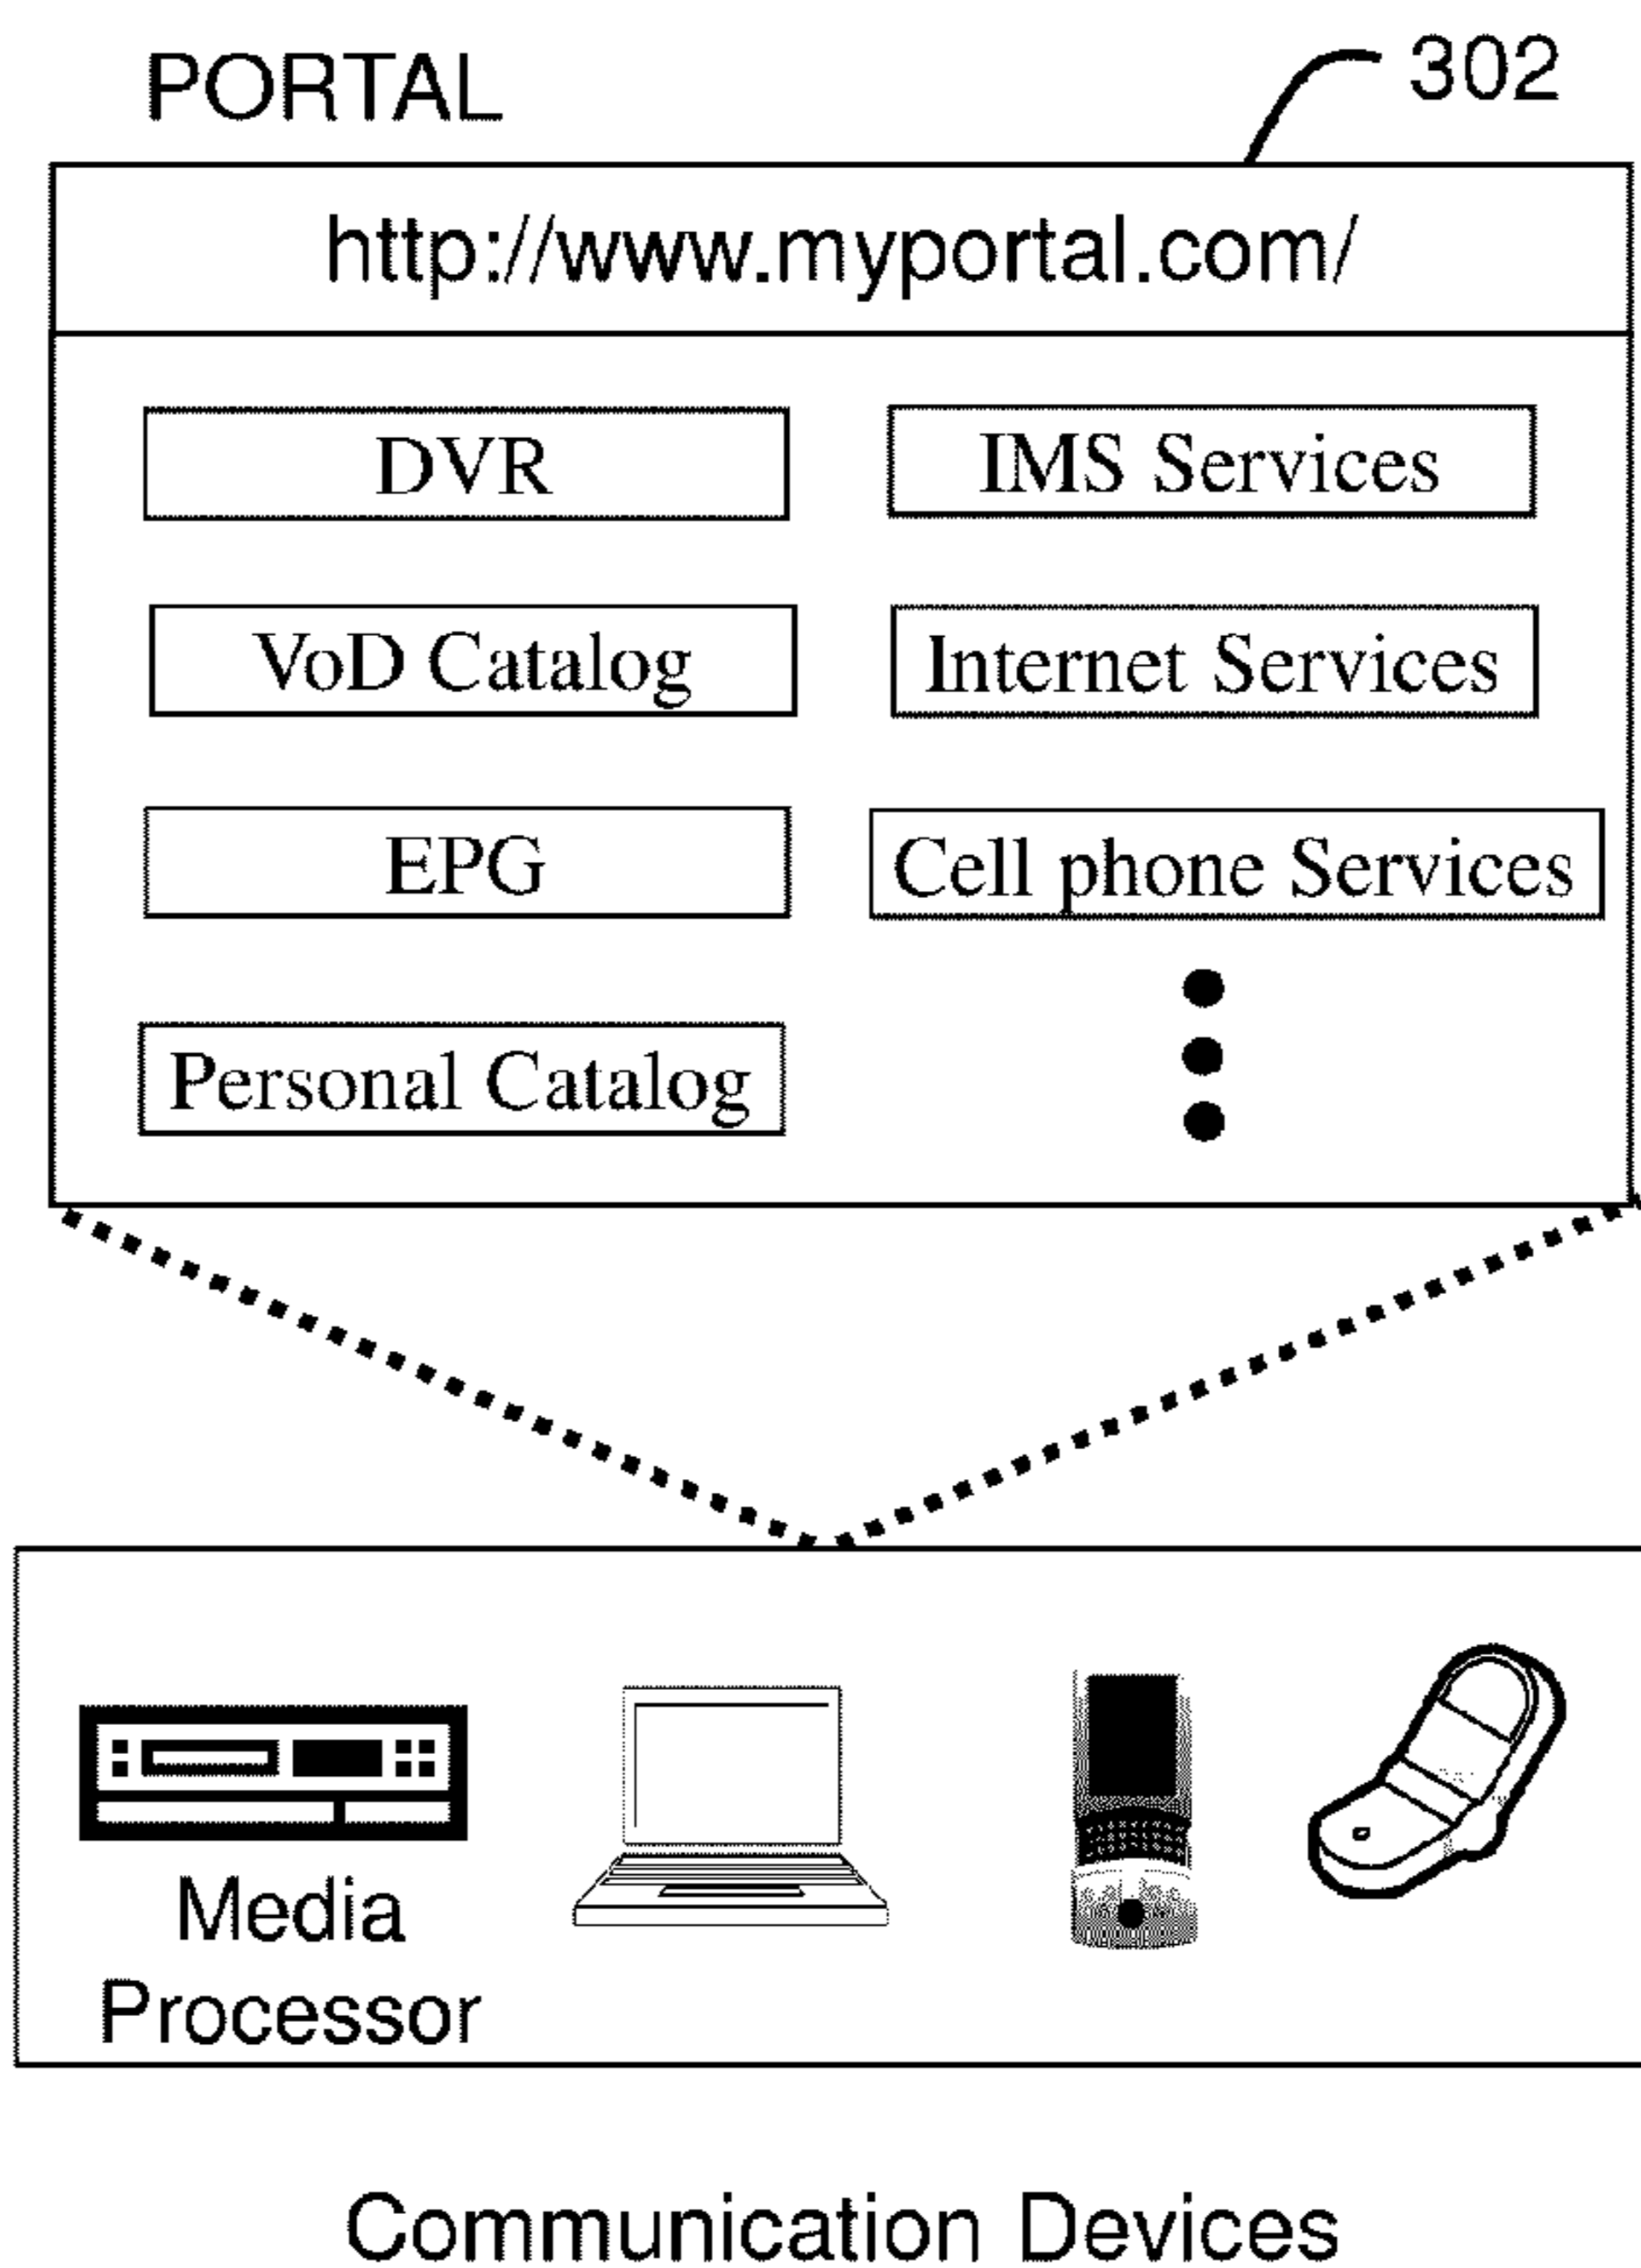 PORTAL
302
http://www.myportal.com/
DVR
IMS Services
VoD Catalog
Internet Services
EPG
Cell phone Services
Personal Catalog
Media
Processor
Communication Devices